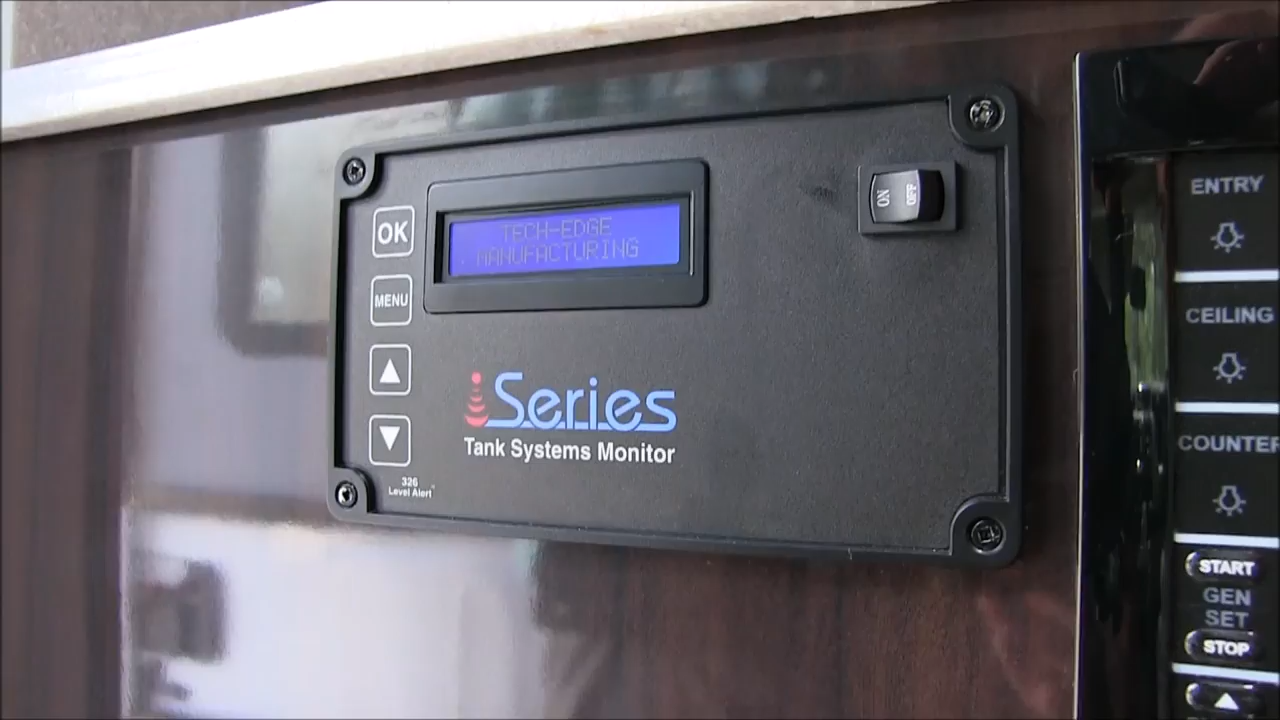 OK
MENU
TECH-EDGE
MANUFACTURING
ON
OFF
iSeries
Tank Systems Monitor
326
Level Alert
ENTRY
CEILING
COUNTER
START
GEN
SET
STOP